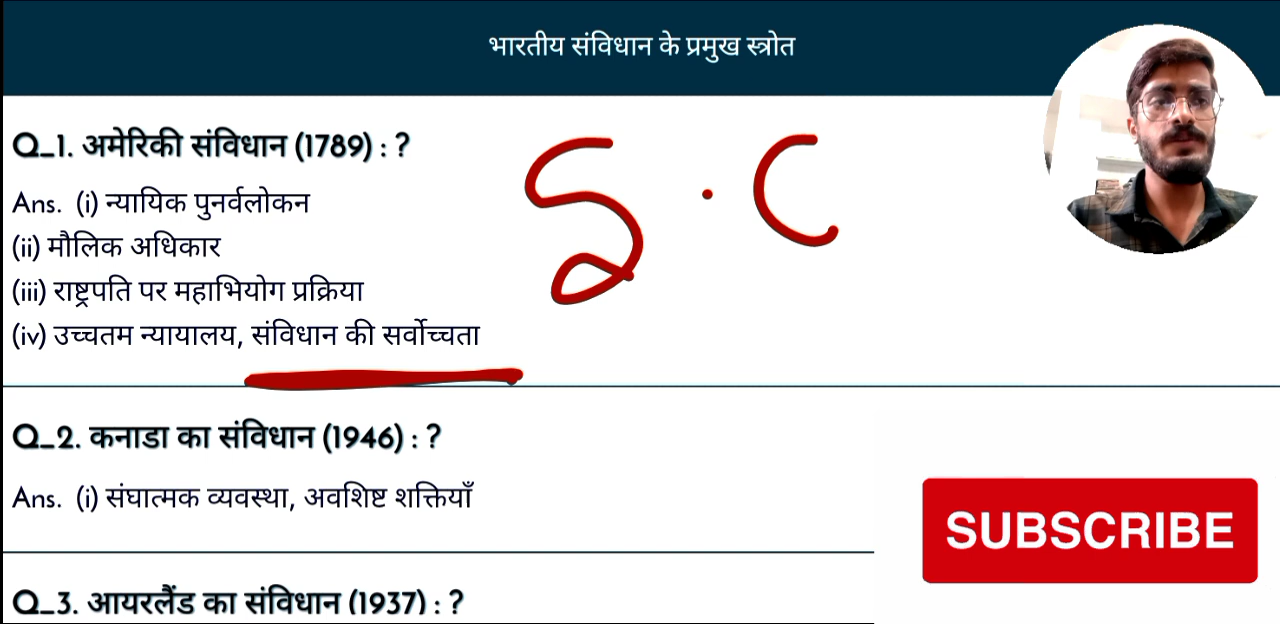 भारतीय संविधान के प्रमुख स्त्रोत
Q_1. अमेरिकी संविधान (1789) : ?
Ans. (i) न्यायिक पुनर्वलोकन
(ii) मौलिक अधिकार
(iii) राष्ट्रपति पर महाभियोग प्रक्रिया
(iv) उच्चतम न्यायालय, संविधान की सर्वोच्चता
S.C
Q_2. कनाडा का संविधान (1946) : ?
Ans. (i) संघात्मक व्यवस्था, अवशिष्ट शक्तियाँ
SUBSCRIBE
Q_3. आयरलैंड का संविधान (1937) : ?